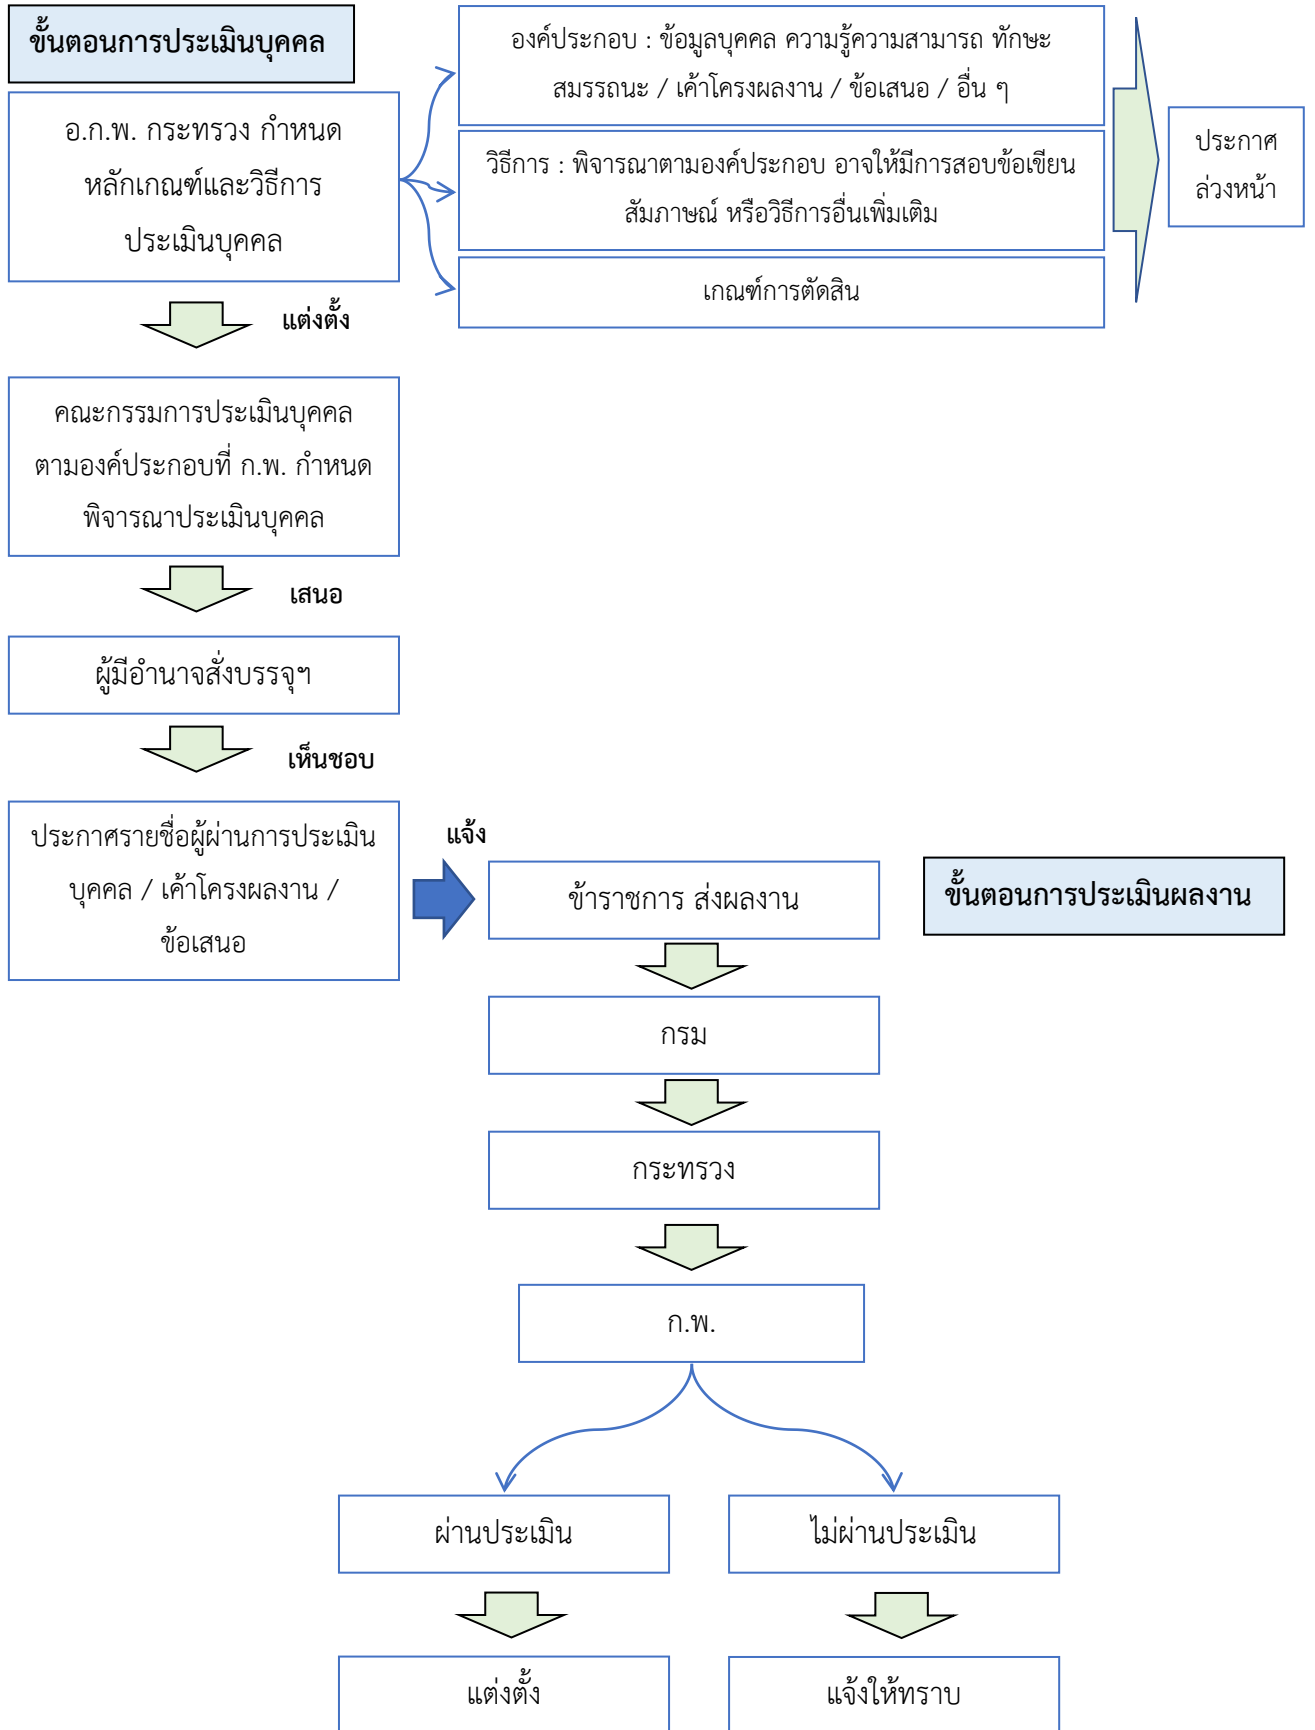 ขั้นตอนการประเมินบุคคล
อ.ก.พ. กระทรวง กำหนด
หลักเกณฑ์และวิธีการ
ประเมินบุคคล
องค์ประกอบ : ข้อมูลบุคคล ความรู้ความสามารถ ทักษะ
สมรรถนะ / เค้าโครงผลงาน / ข้อเสนอ / อื่น ๆ
วิธีการ : พิจารณาตามองค์ประกอบ อาจให้มีการสอบข้อเขียน
สัมภาษณ์ หรือวิธีการอื่นเพิ่มเติม
เกณฑ์การตัดสิน
ประกาศ
ล่วงหน้า
แต่งตั้ง
คณะกรรมการประเมินบุคคล
ตามองค์ประกอบที่ ก.พ. กำหนด
พิจารณาประเมินบุคคล
เสนอ
ผู้มีอำนาจสั่งบรรจุฯ
เห็นชอบ
ประกาศรายชื่อผู้ผ่านการประเมิน
บุคคล / เค้าโครงผลงาน /
ข้อเสนอ
แจ้ง
ข้าราชการ ส่งผลงาน
ขั้นตอนการประเมินผลงาน
กรม
กระทรวง
ก.พ.
ผ่านประเมิน
ไม่ผ่านประเมิน
แต่งตั้ง
แจ้งให้ทราบ